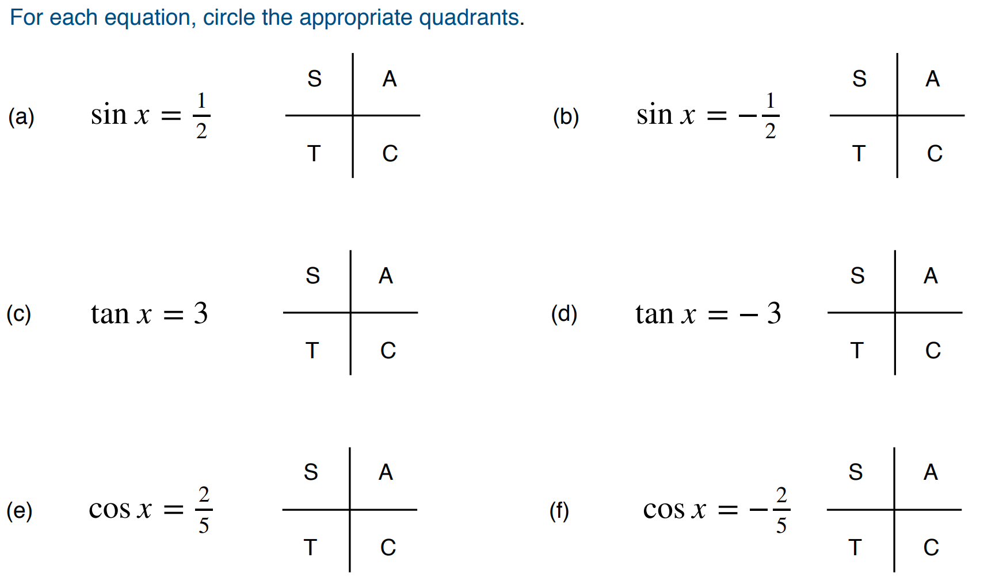 For each equation, circle the appropriate quadrants.
(a) sin x = 1/2
S A
T C
(b) sin x = −1/2
S A
T C
(c) tan x = 3
S A
T C
(d) tan x = − 3
S A
T C
(e) cos x = 2/5
S A
T C
(f) cos x = −2/5
S A
T C